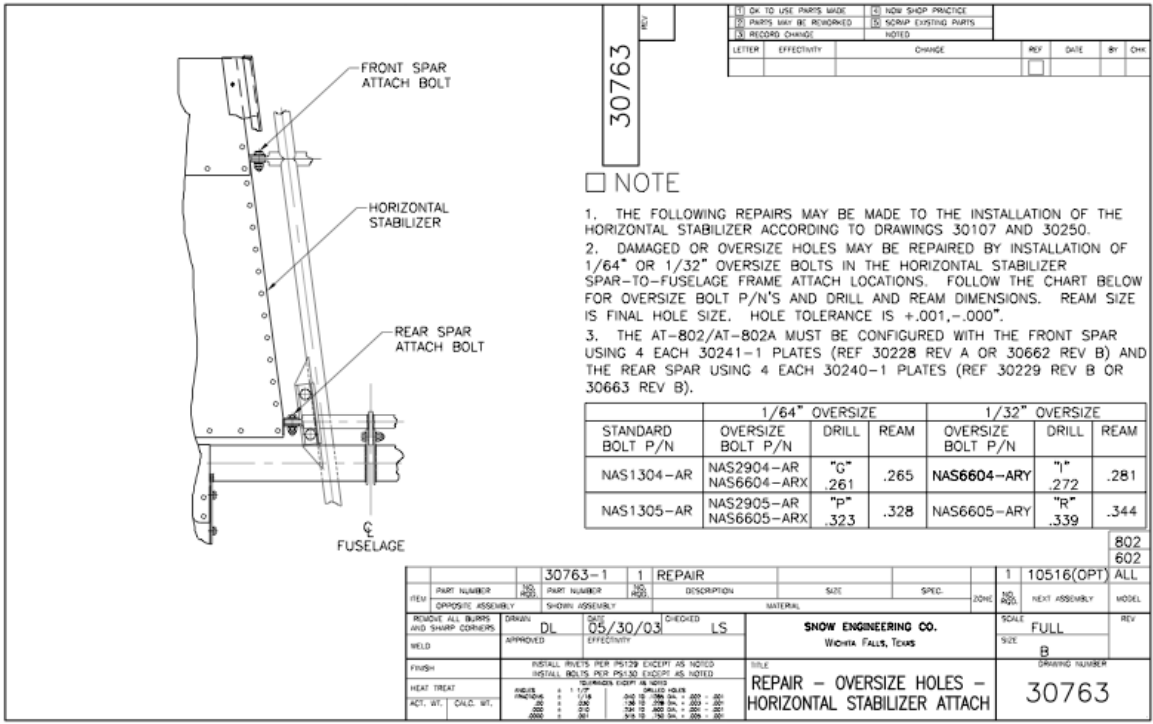 1 OK TO USE PARTS MADE
2 PARTS MAY BE REWORKED
3 RECORD CHANGE
4 NOW SHOP PRACTICE
5 SCRAP EXISTING PARTS
NOTED
LETTER EFFECTIVITY CHANGE REF DATE BY CHK
30763 REV
FRONT SPAR
ATTACH BOLT
HORIZONTAL
STABILIZER
REAR SPAR
ATTACH BOLT
℄
FUSELAGE
NOTE
1. THE FOLLOWING REPAIRS MAY BE MADE TO THE INSTALLATION OF THE
HORIZONTAL STABILIZER ACCORDING TO DRAWINGS 30107 AND 30250.
2. DAMAGED OR OVERSIZE HOLES MAY BE REPAIRED BY INSTALLATION OF
1/64" OR 1/32" OVERSIZE BOLTS IN THE HORIZONTAL STABILIZER
SPAR-TO-FUSELAGE FRAME ATTACH LOCATIONS. FOLLOW THE CHART BELOW
FOR OVERSIZE BOLT P/N'S AND DRILL AND REAM DIMENSIONS. REAM SIZE
IS FINAL HOLE SIZE. HOLE TOLERANCE IS +.001,-.000".
3. THE AT-802/AT-802A MUST BE CONFIGURED WITH THE FRONT SPAR
USING 4 EACH 30241-1 PLATES (REF 30228 REV A OR 30662 REV B) AND
THE REAR SPAR USING 4 EACH 30240-1 PLATES (REF 30229 REV B OR
30663 REV B).
1/64" OVERSIZE 1/32" OVERSIZE
STANDARD BOLT P/N OVERSIZE BOLT P/N DRILL REAM OVERSIZE BOLT P/N DRILL REAM
NAS1304-AR NAS2904-AR NAS6604-ARX "G" .261 .265 NAS6604-ARY "I" .272 .281
NAS1305-AR NAS2905-AR NAS6605-ARX "P" .323 .328 NAS6605-ARY "R" .339 .344
802
602
30763-1 1 REPAIR 1 10516(OPT) ALL
ITEM PART NUMBER NO. RQD. PART NUMBER NO. RQD. DESCRIPTION SIZE SPEC. ZONE NO. RQD. NEXT ASSEMBLY MODEL
OPPOSITE ASSEMBLY SHOWN ASSEMBLY MATERIAL
REMOVE ALL BURRS
AND SHARP CORNERS
DRAWN DL DATE 05/30/03 CHECKED LS
WELD APPROVED EFFECTIVITY
SNOW ENGINEERING CO.
WICHITA FALLS, TEXAS
SCALE FULL REV
SIZE B
FINISH
INSTALL RIVETS PER PS129 EXCEPT AS NOTED
INSTALL BOLTS PER PS130 EXCEPT AS NOTED
HEAT TREAT
ACT. WT. CALC. WT.
TOLERANCES EXCEPT AS NOTED
ANGLES ± 1 1/2°
DRILLED HOLES
TITLE
REPAIR - OVERSIZE HOLES -
HORIZONTAL STABILIZER ATTACH
DRAWING NUMBER
30763